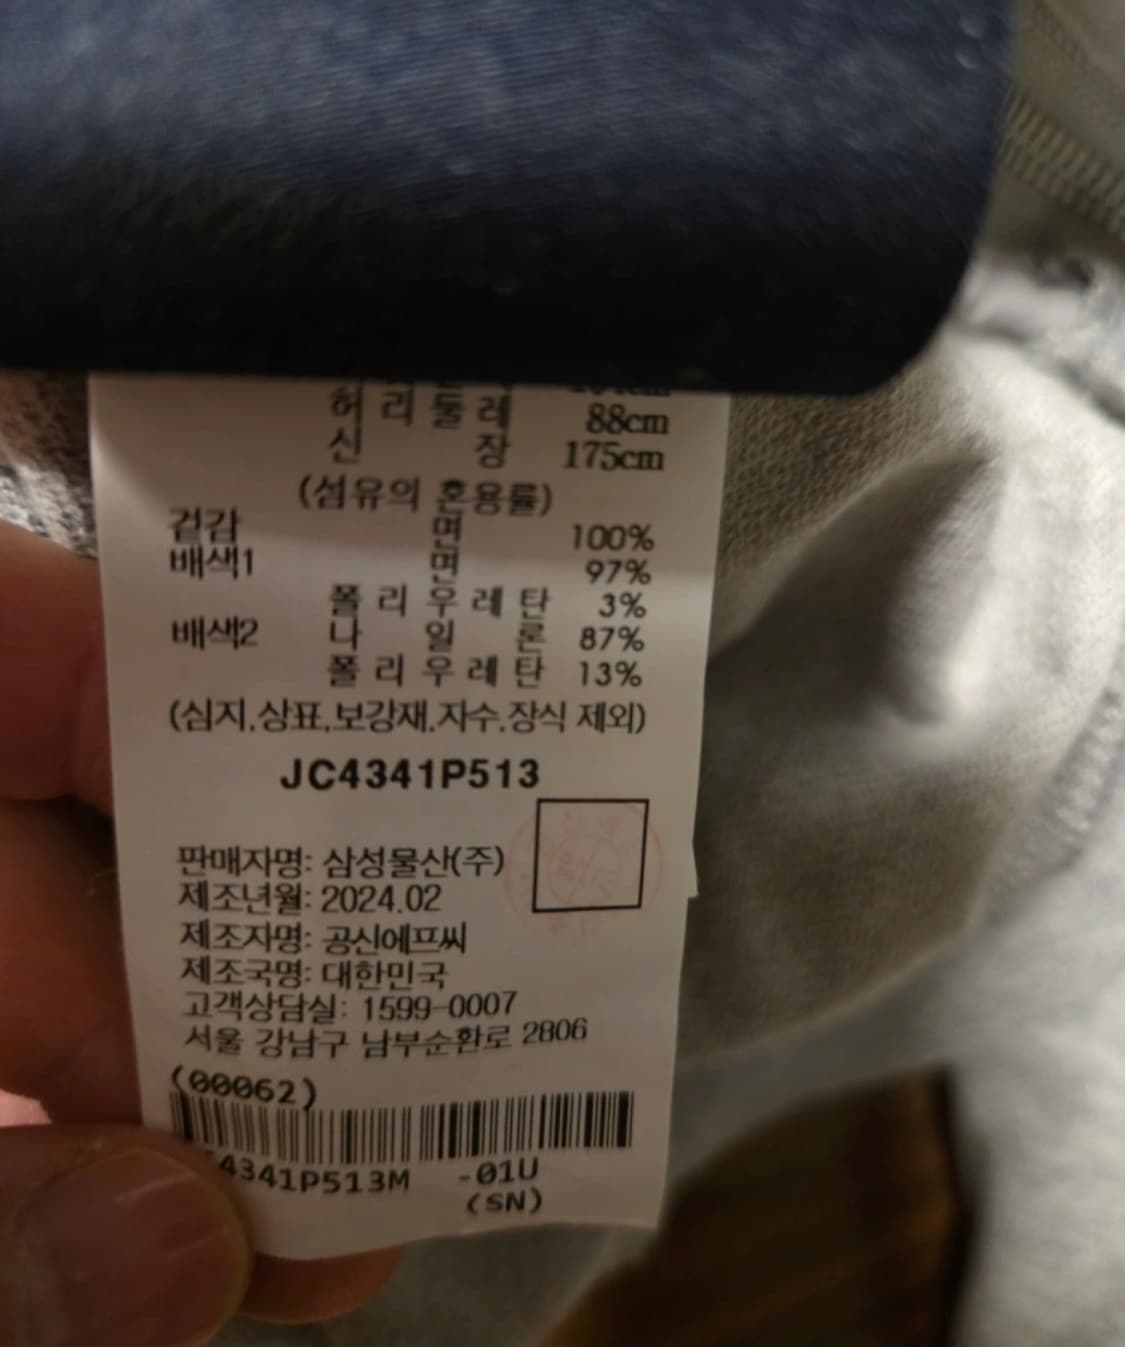 허리둘레 88cm
신 장 175cm
(섬유의 혼용률)
겉감 면 100%
배색1 면 97%
폴리우레탄 3%
배색2 나일론 87%
폴리우레탄 13%
(심지,상표,보강재,자수,장식 제외)
JC4341P513
판매자명: 삼성물산(주)
제조년월: 2024.02
제조자명: 공신에프씨
제조국명: 대한민국
고객상담실: 1599-0007
서울 강남구 남부순환로 2806
(00062)
4341P513M -01U
(SN)